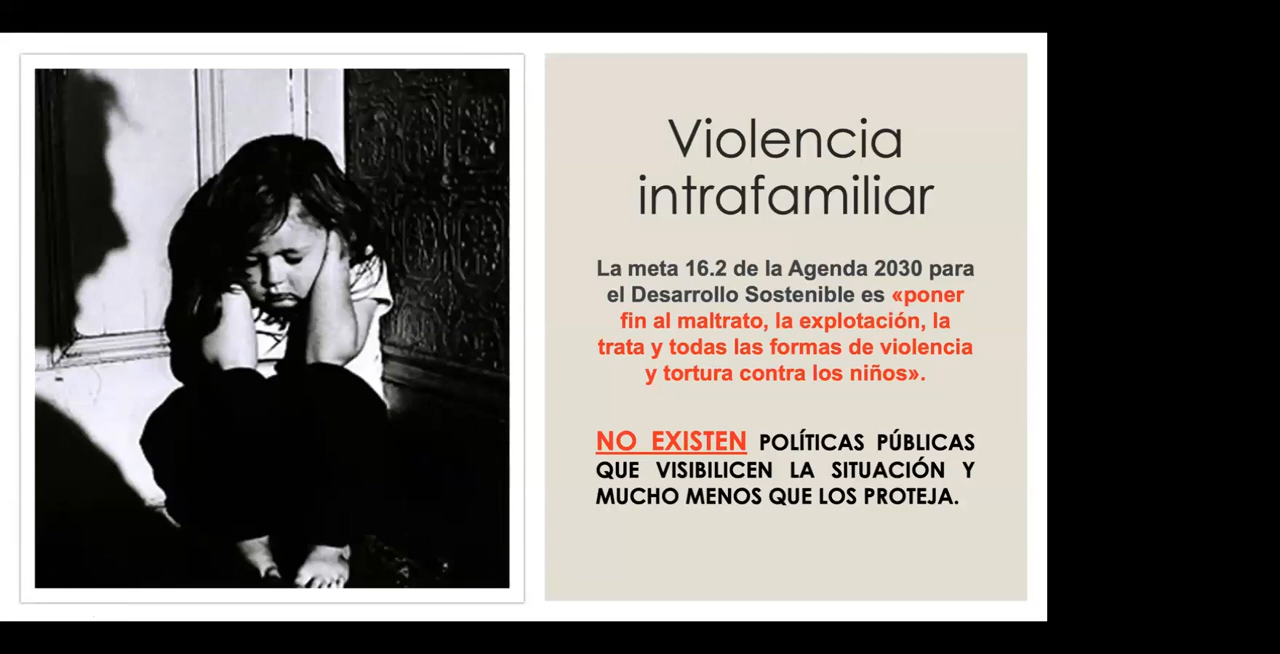 Violencia
intrafamiliar
La meta 16.2 de la Agenda 2030 para
el Desarrollo Sostenible es «poner
fin al maltrato, la explotación, la
trata y todas las formas de violencia
y tortura contra los niños».
NO EXISTEN POLÍTICAS PÚBLICAS
QUE VISIBILICEN LA SITUACIÓN Y
MUCHO MENOS QUE LOS PROTEJA.